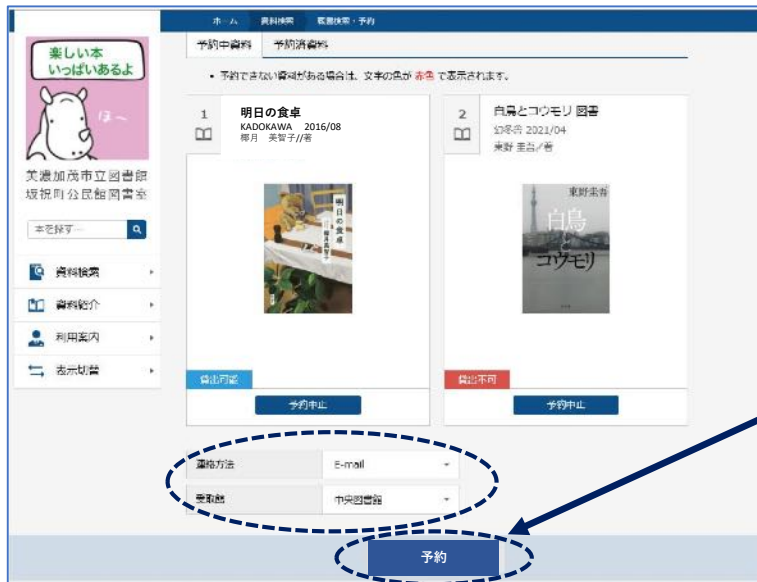 ホーム 資料検索 蔵書検索・予約
楽しい本
いっぱいあるよ
ほ～
美濃加茂市立図書館
坂祝町公民館図書室
本を探す…
資料検索
資料紹介
利用案内
表示切替
予約中資料 予約済資料
・予約できない資料がある場合は、文字の色が 赤色 で表示されます。
1 明日の食卓
KADOKAWA 2016/08
椰月 美智子//著
明日の食卓
椰月美智子
貸出可能
予約中止
2 白鳥とコウモリ 図書
幻冬舎 2021/04
東野 圭吾/著
東野圭吾
白鳥と
コウモリ
貸出不可
予約中止
連絡方法 E-mail
受取館 中央図書館
予約